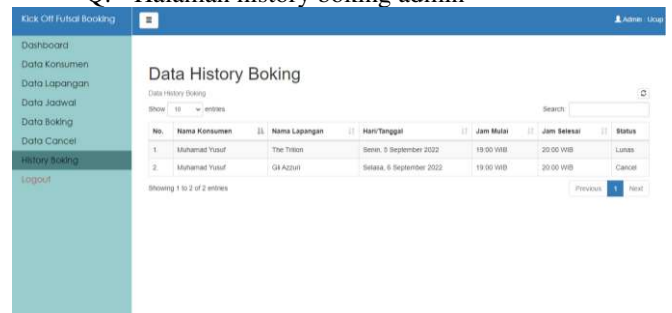 Q. Halaman history boking admin
Kick Off Futsal Booking
Admin : Ucup
Dashboard
Data Konsumen
Data Lapangan
Data Jadwal
Data Boking
Data Cancel
History Boking
Logout
Data History Boking
Data History Boking
Show 10 entries
Search:
No. Nama Konsumen Nama Lapangan Hari/Tanggal Jam Mulai Jam Selesai Status
1. Muhamad Yusuf The Triton Senin, 5 September 2022 19:00 WIB 20:00 WIB Lunas
2. Muhamad Yusuf Gli Azzuri Selasa, 6 September 2022 19:00 WIB 20:00 WIB Cancel
Showing 1 to 2 of 2 entries
Previous 1 Next